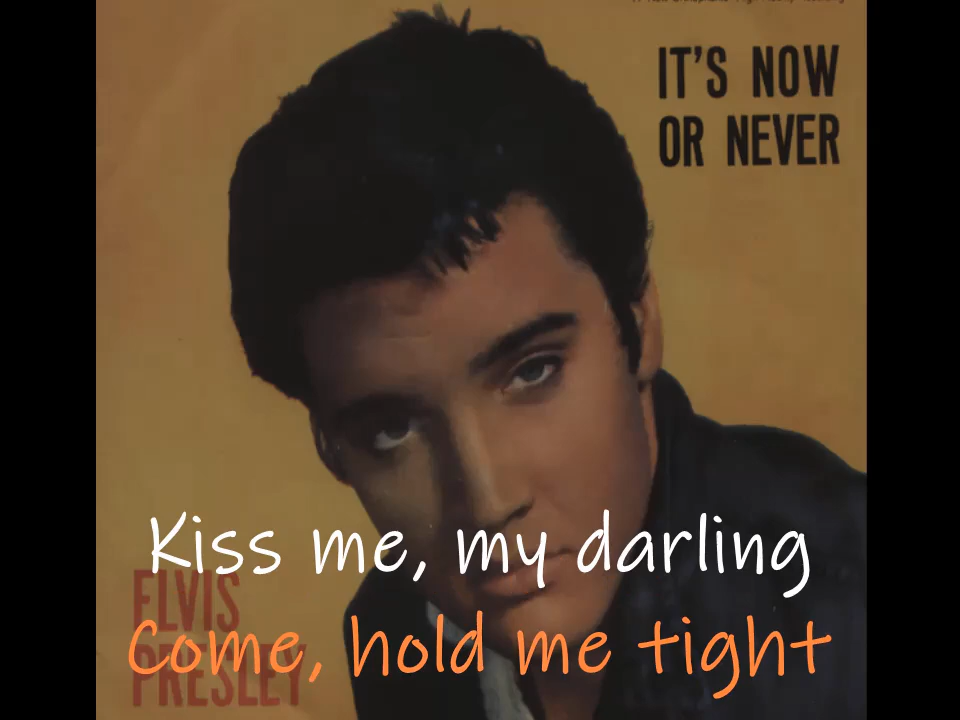 IT'S NOW
OR NEVER
Kiss me, my darling
ELVIS
Come, hold me tight
PRESLEY